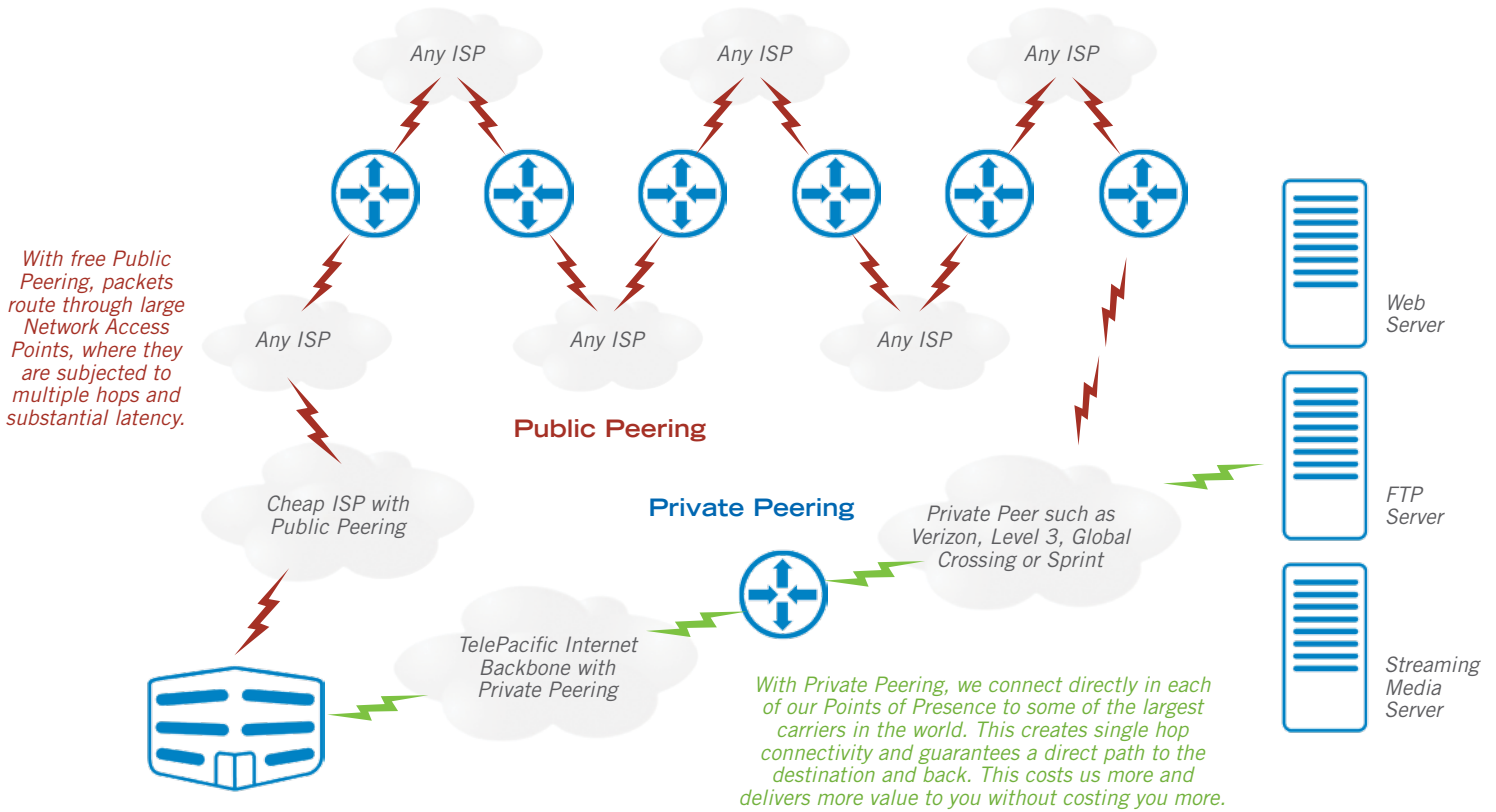 Any ISP
Any ISP
Any ISP
With free Public
Peering, packets
route through large
Network Access
Points, where they
are subjected to
multiple hops and
substantial latency.
Any ISP
Any ISP
Any ISP
Web
Server
Public Peering
Cheap ISP with
Public Peering
Private Peering
Private Peer such as
Verizon, Level 3, Global
Crossing or Sprint
FTP
Server
TelePacific Internet
Backbone with
Private Peering
With Private Peering, we connect directly in each
of our Points of Presence to some of the largest
carriers in the world. This creates single hop
connectivity and guarantees a direct path to the
destination and back. This costs us more and
delivers more value to you without costing you more.
Streaming
Media
Server